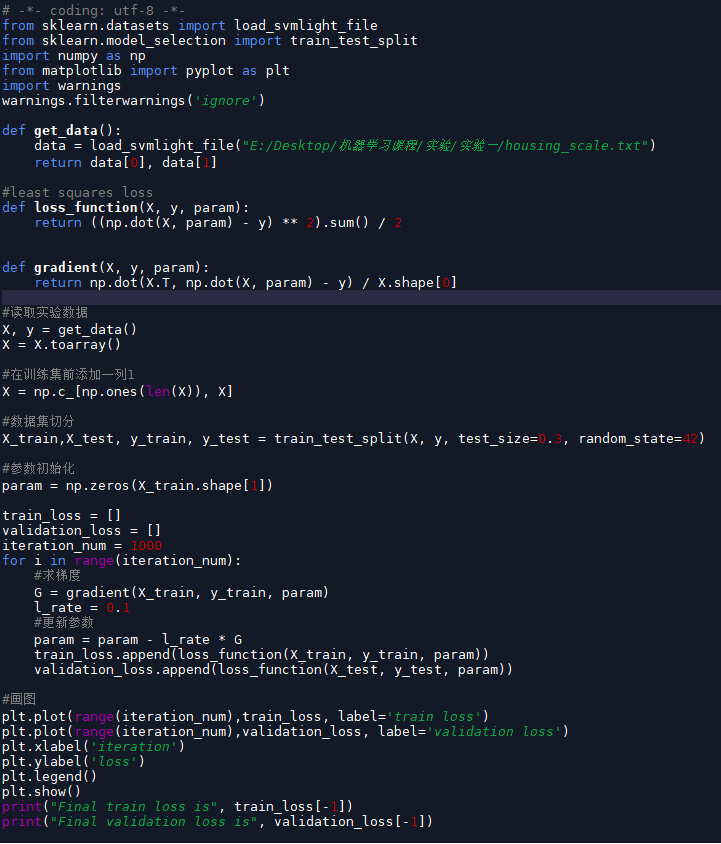 # -*- coding: utf-8 -*-
from sklearn.datasets import load_svmlight_file
from sklearn.model_selection import train_test_split
import numpy as np
from matplotlib import pyplot as plt
import warnings
warnings.filterwarnings('ignore')
def get_data():
    data = load_svmlight_file("E:/Desktop/机器学习课程/实验/实验一/housing_scale.txt")
    return data[0], data[1]
#least squares loss
def loss_function(X, y, param):
    return ((np.dot(X, param) - y) ** 2).sum() / 2
def gradient(X, y, param):
    return np.dot(X.T, np.dot(X, param) - y) / X.shape[0]
#读取实验数据
X, y = get_data()
X = X.toarray()
#在训练集前添加一列1
X = np.c_[np.ones(len(X)), X]
#数据集切分
X_train,X_test, y_train, y_test = train_test_split(X, y, test_size=0.3, random_state=42)
#参数初始化
param = np.zeros(X_train.shape[1])
train_loss = []
validation_loss = []
iteration_num = 1000
for i in range(iteration_num):
    #求梯度
    G = gradient(X_train, y_train, param)
    l_rate = 0.1
    #更新参数
    param = param - l_rate * G
    train_loss.append(loss_function(X_train, y_train, param))
    validation_loss.append(loss_function(X_test, y_test, param))
#画图
plt.plot(range(iteration_num),train_loss, label='train loss')
plt.plot(range(iteration_num),validation_loss, label='validation loss')
plt.xlabel('iteration')
plt.ylabel('loss')
plt.legend()
plt.show()
print("Final train loss is", train_loss[-1])
print("Final validation loss is", validation_loss[-1])